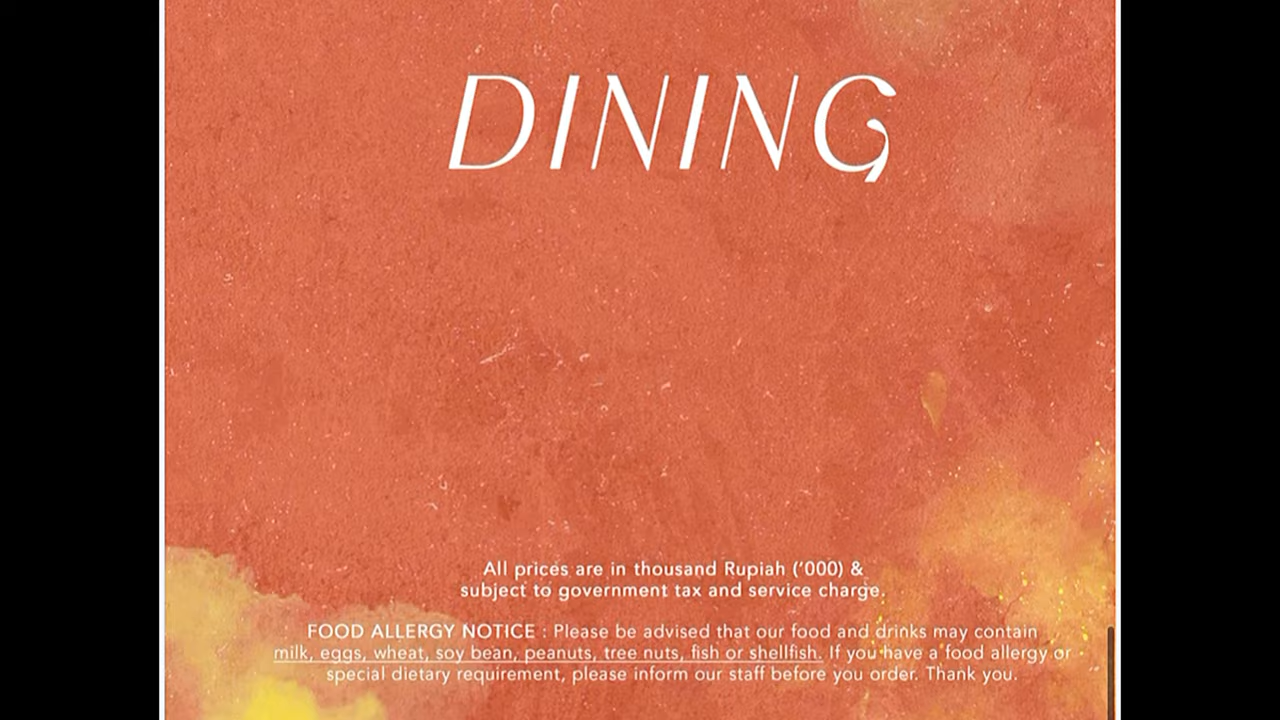 DINING
All prices are in thousand Rupiah (‘000) &
subject to government tax and service charge.
FOOD ALLERGY NOTICE : Please be advised that our food and drinks may contain
milk, eggs, wheat, soy bean, peanuts, tree nuts, fish or shellfish. If you have a food allergy or
special dietary requirement, please inform our staff before you order. Thank you.